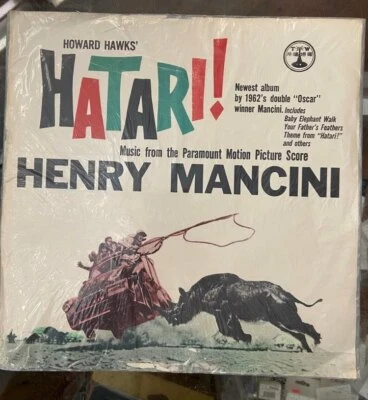 HOWARD HAWKS'
HATARI!
Newest album
by 1962's double "Oscar"
winner Mancini. Includes
Baby Elephant Walk
Your Father's Feathers
Theme from "Hatari!"
and others
Music from the Paramount Motion Picture Score
HENRY MANCINI